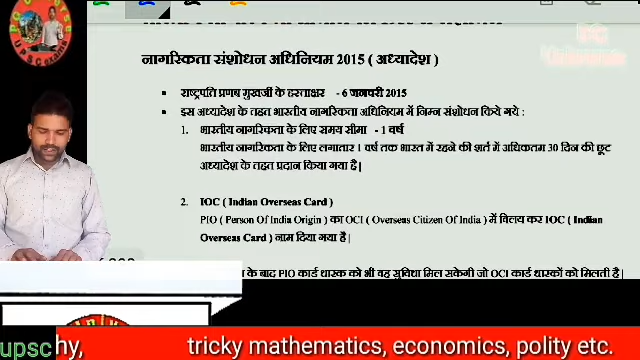 नागरिकता संशोधन अधिनियम 2015 ( अध्यादेश )
राष्ट्रपति प्रणब मुखर्जी के हस्ताक्षर - 6 जनवरी 2015
इस अध्यादेश के तहत भारतीय नागरिकता अधिनियम में निम्न संशोधन किये गये :
1. भारतीय नागरिकता के लिए समय सीमा - 1 वर्ष
भारतीय नागरिकता के लिए लगातार 1 वर्ष तक भारत में रहने की शर्त में अधिकतम 30 दिन की छूट
अध्यादेश के तहत प्रदान किया गया है |
2. IOC ( Indian Overseas Card )
PIO ( Person Of India Origin ) का OCI ( Overseas Citizen Of India ) में विलय कर IOC ( Indian
Overseas Card ) नाम दिया गया है |
के बाद PIO कार्ड धारक को भी वह सुविधा मिल सकेगी जो OCI कार्ड धारकों को मिलती है |
upsc hy, tricky mathematics, economics, polity etc.